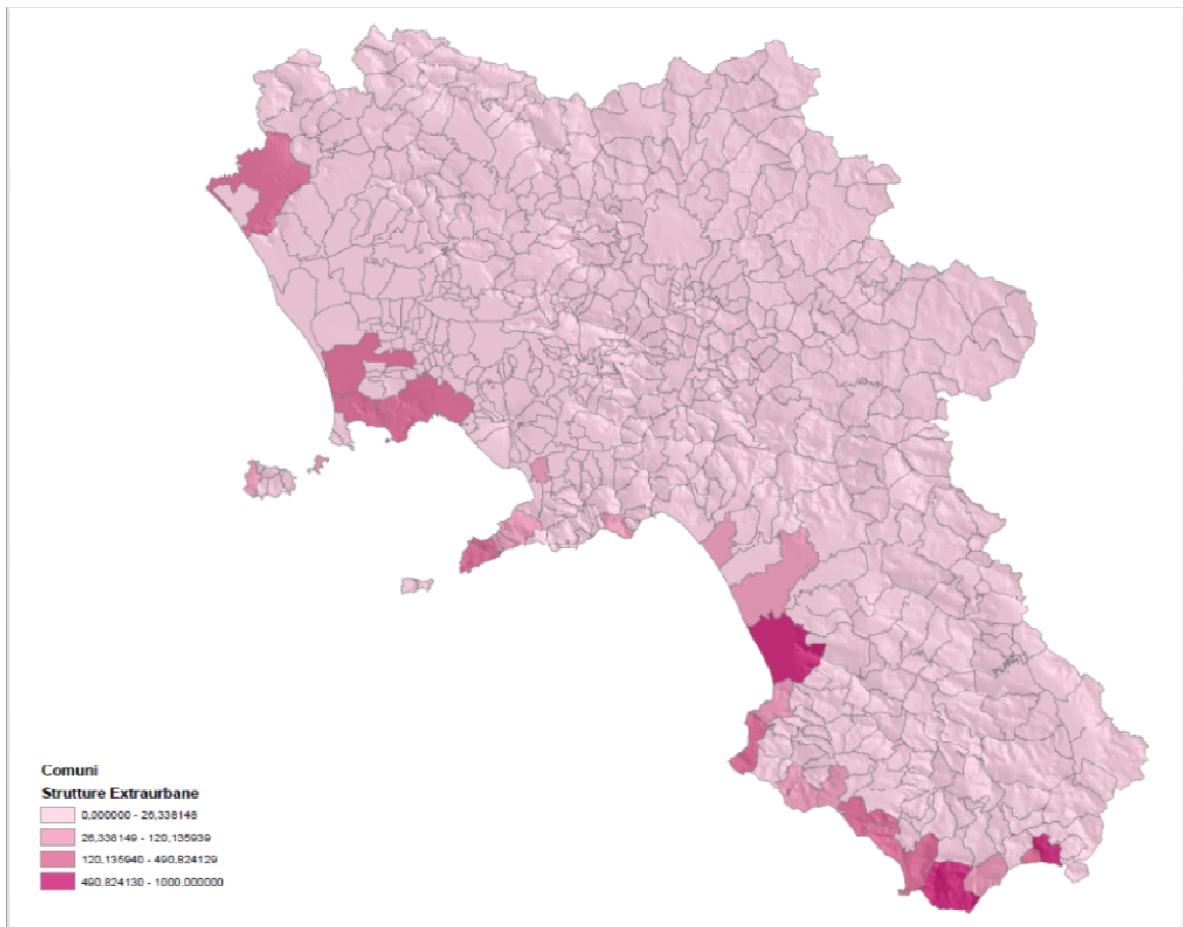 Comuni
Strutture Extraurbane
0,000000 - 26,338148
26,338149 - 120,135939
120,135940 - 490,824129
490,824130 - 1000,000000